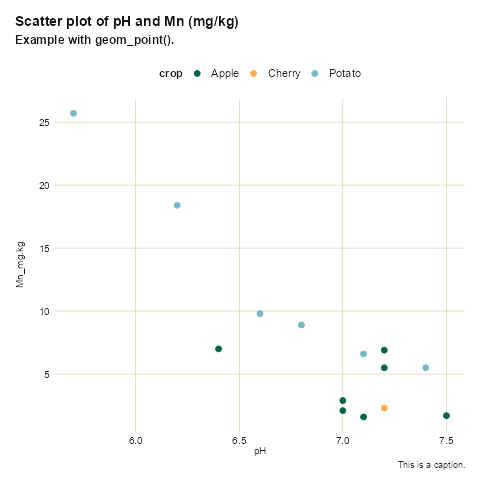 Scatter plot of pH and Mn (mg/kg)
Example with geom_point().
crop Apple Cherry Potato
Mn_mg.kg
25
20
15
10
5
6.0 6.5 7.0 7.5
pH
This is a caption.